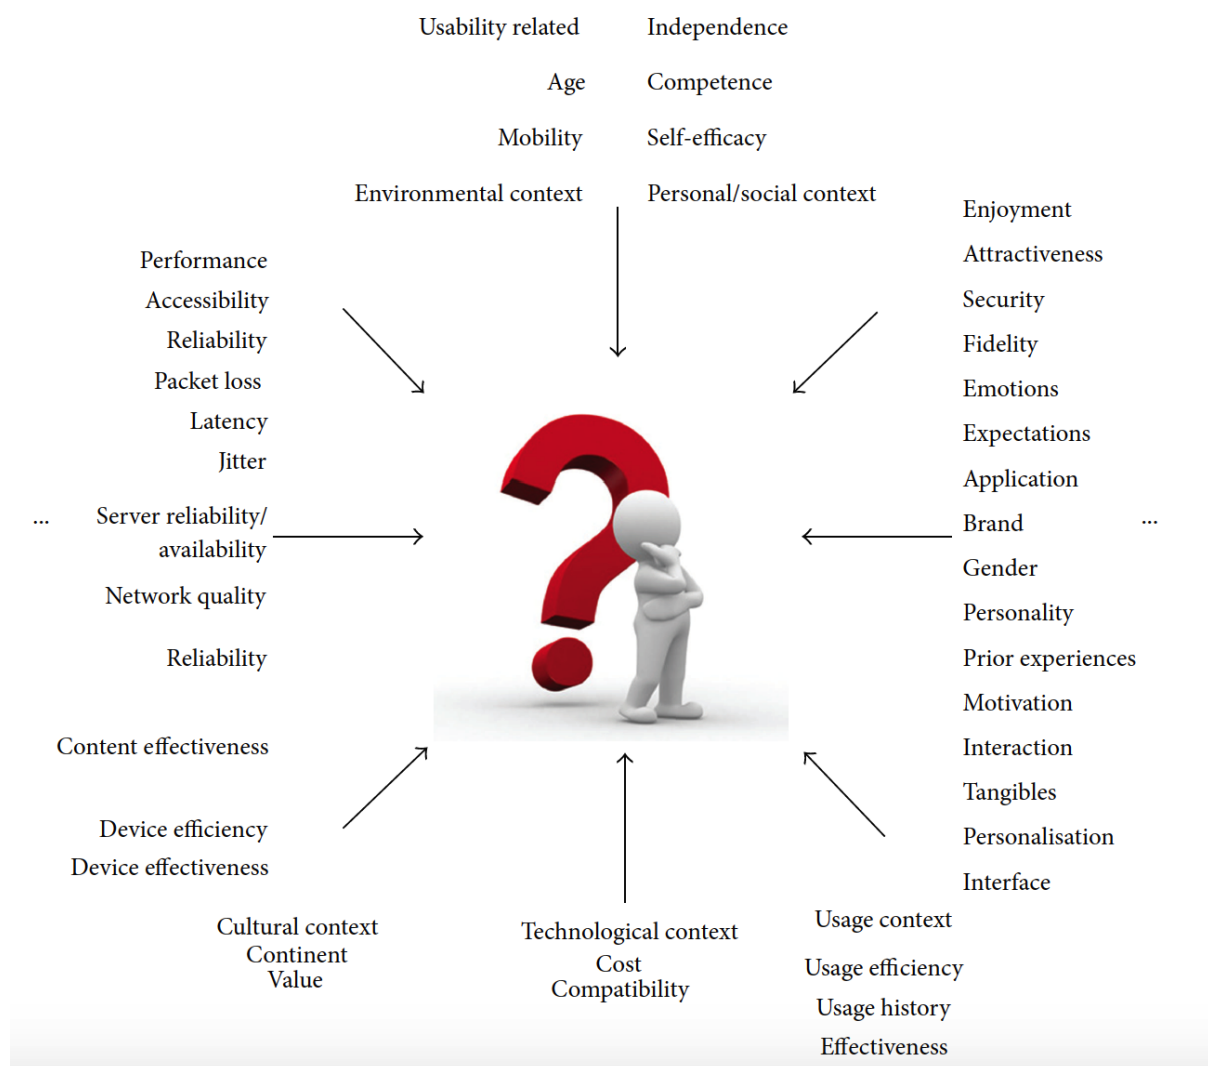 Usability related
Independence
Age
Competence
Mobility
Self-efficacy
Environmental context
Personal/social context
Performance
Accessibility
Reliability
Packet loss
Latency
Jitter
...
Server reliability/
availability
Network quality
Reliability
Content effectiveness
Device efficiency
Device effectiveness
Enjoyment
Attractiveness
Security
Fidelity
Emotions
Expectations
Application
Brand
...
Gender
Personality
Prior experiences
Motivation
Interaction
Tangibles
Personalisation
Interface
Cultural context
Continent
Value
Technological context
Cost
Compatibility
Usage context
Usage efficiency
Usage history
Effectiveness